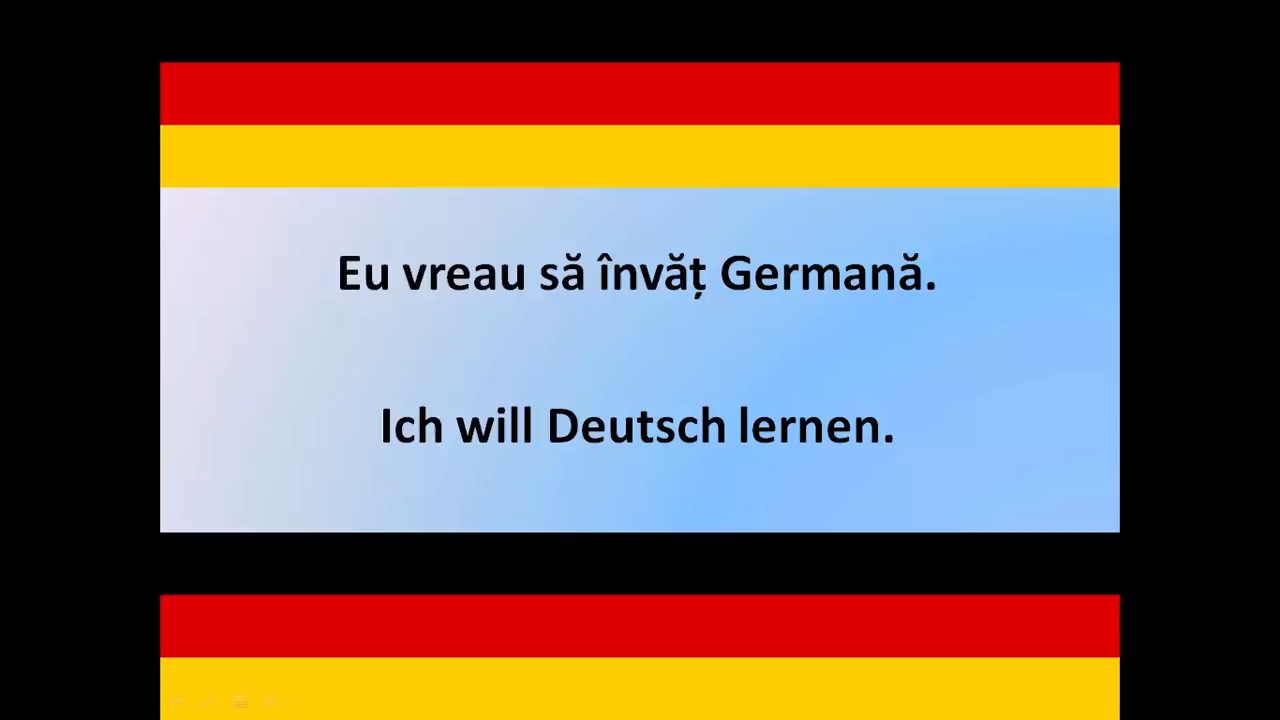 Eu vreau să învăț Germană.
Ich will Deutsch lernen.